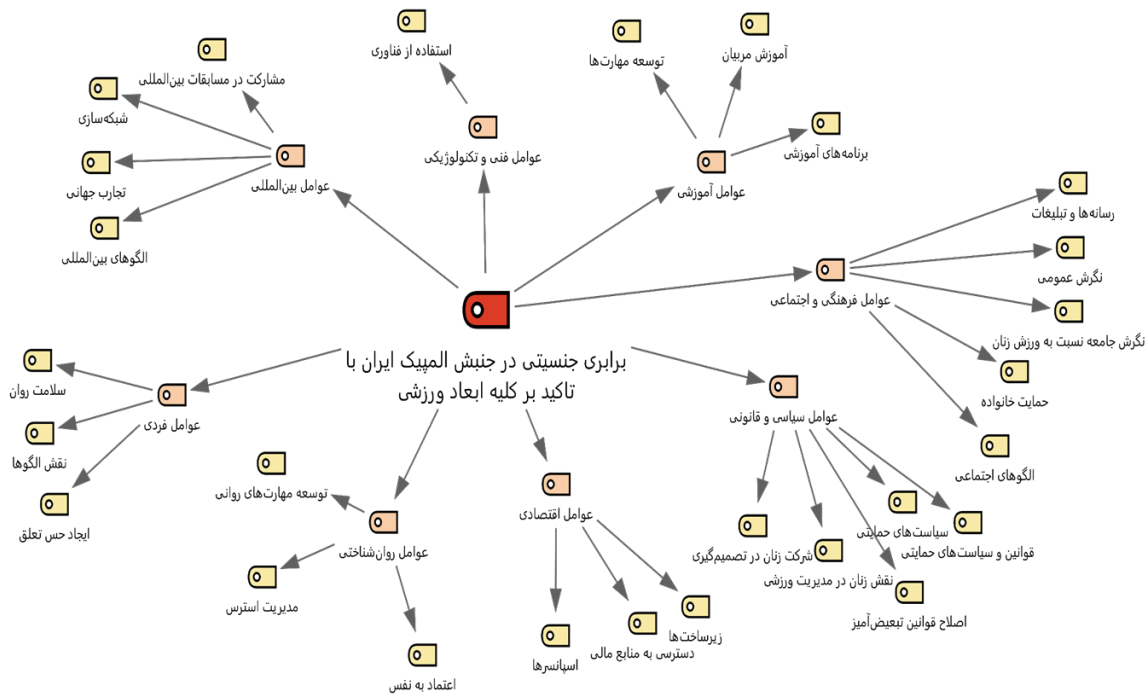 استفاده از فناوری
آموزش مربیان
توسعه مهارت‌ها
مشارکت در مسابقات بین‌المللی
شبکه‌سازی
عوامل فنی و تکنولوژیکی
برنامه‌های آموزشی
عوامل آموزشی
عوامل بین‌المللی
تجارب جهانی
رسانه‌ها و تبلیغات
الگوهای بین‌المللی
نگرش عمومی
عوامل فرهنگی و اجتماعی
نگرش جامعه نسبت به ورزش زنان
برابری جنسیتی در جنبش المپیک ایران با
تاکید بر کلیه ابعاد ورزشی
سلامت روان
حمایت خانواده
عوامل سیاسی و قانونی
عوامل فردی
نقش الگوها
الگوهای اجتماعی
توسعه مهارت‌های روانی
عوامل اقتصادی
ایجاد حس تعلق
سیاست‌های حمایتی
قوانین و سیاست‌های حمایتی
عوامل روان‌شناختی
شرکت زنان در تصمیم‌گیری
نقش زنان در مدیریت ورزشی
مدیریت استرس
اصلاح قوانین تبعیض‌آمیز
زیرساخت‌ها
دسترسی به منابع مالی
اسپانسرها
اعتماد به نفس